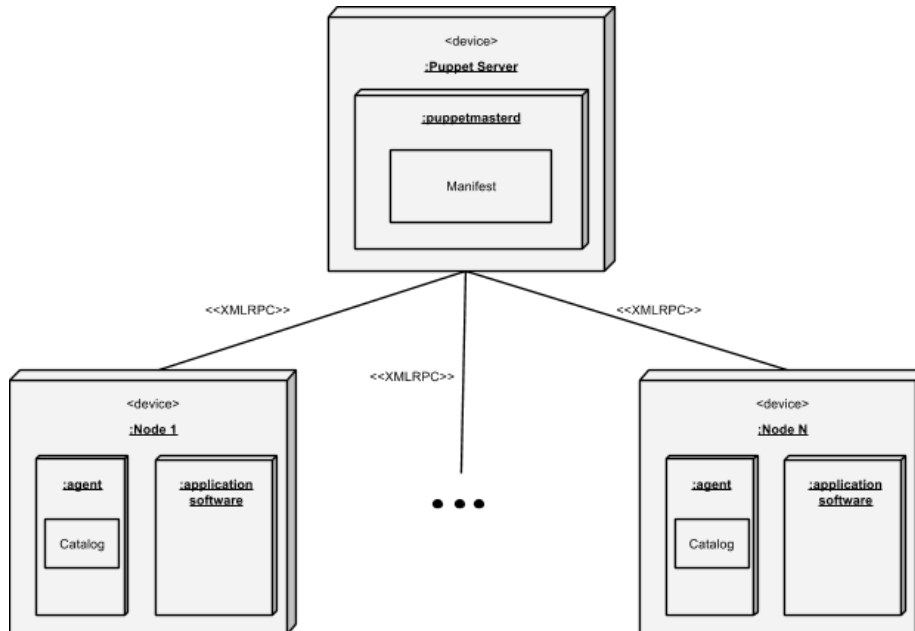 <device>
:Puppet Server
:puppetmasterd
Manifest
<<XMLRPC>>
<<XMLRPC>>
<<XMLRPC>>
<device>
:Node 1
:agent
Catalog
:application
software
<device>
:Node N
:agent
Catalog
:application
software